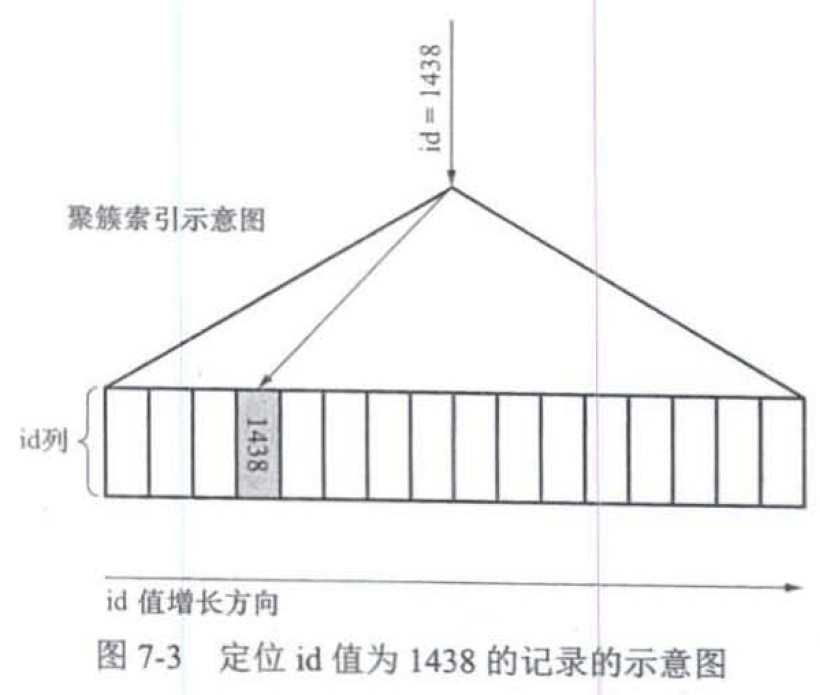 id = 1438
聚簇索引示意图
id列
1438
id 值增长方向
图 7-3 定位 id 值为 1438 的记录的示意图